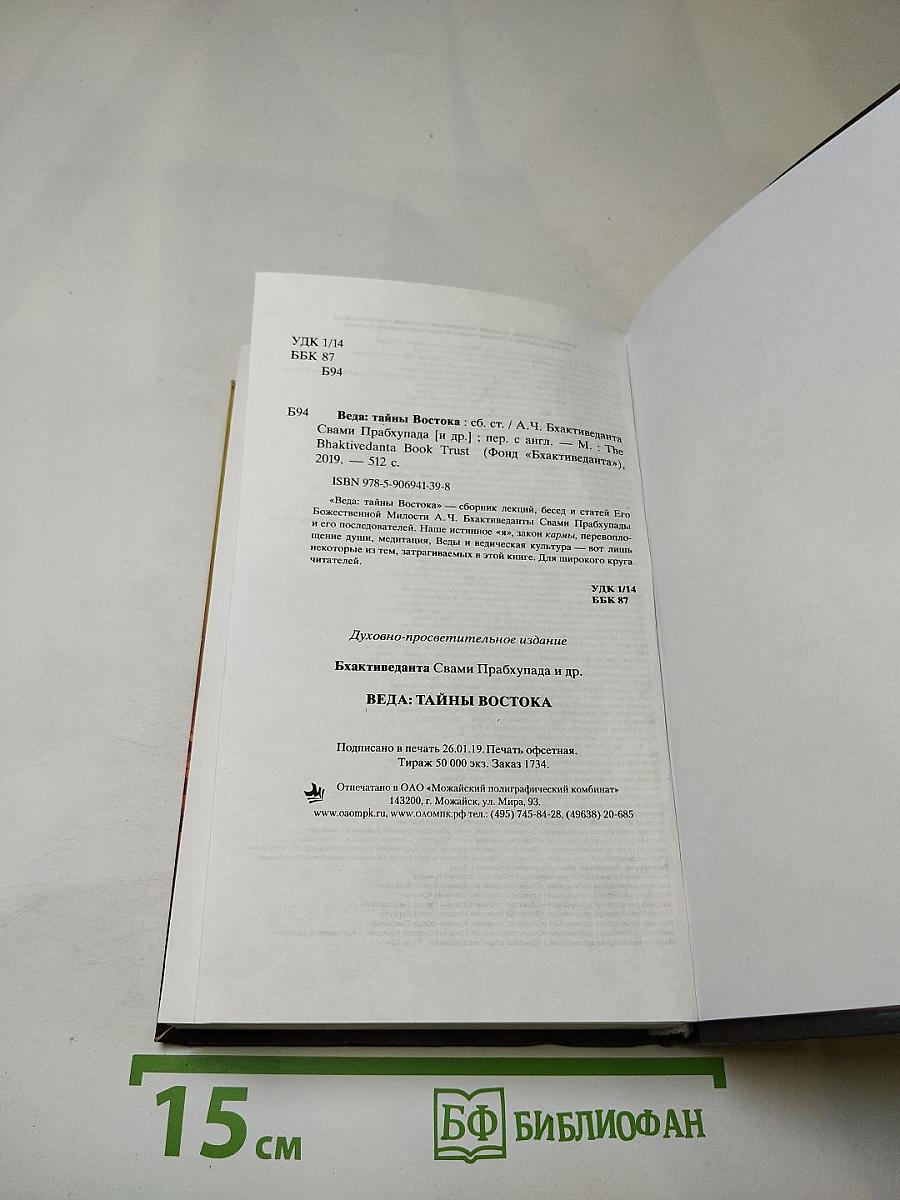 УДК 1/14
ББК 87
Б94
Б94 Веда: тайны Востока : сб. ст. / А.Ч. Бхактиведанта
Свами Прабхупада [и др.] ; пер. с англ. — М. : The
Bhaktivedanta Book Trust (Фонд «Бхактиведанта»),
2019. — 512 с.
ISBN 978-5-906941-39-8
«Веда: тайны Востока» — сборник лекций, бесед и статей Его
Божественной Милости А.Ч. Бхактиведанты Свами Прабхупады
и его последователей. Наше истинное «я», закон кармы, перевопло-
щение души, медитация, Веды и ведическая культура — вот лишь
некоторые из тем, затрагиваемых в этой книге. Для широкого круга
читателей.
УДК 1/14
ББК 87
Духовно-просветительное издание
Бхактиведанта Свами Прабхупада и др.
ВЕДА: ТАЙНЫ ВОСТОКА
Подписано в печать 26.01.19. Печать офсетная.
Тираж 50 000 экз. Заказ 1734.
Отпечатано в ОАО «Можайский полиграфический комбинат»
143200, г. Можайск, ул. Мира, 93.
www.oaompk.ru, www.оаомпк.рф тел.: (495) 745-84-28, (49638) 20-685
15 см
БФ БИБЛИОФАН